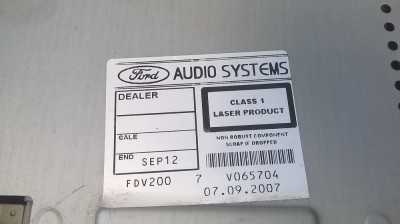 Ford AUDIO SYSTEMS
DEALER
CLASS 1
LASER PRODUCT
SALE
NON ROBUST COMPONENT
SCRAP IF DROPPED
END SEP12
FDV200 7 V065704
07.09.2007